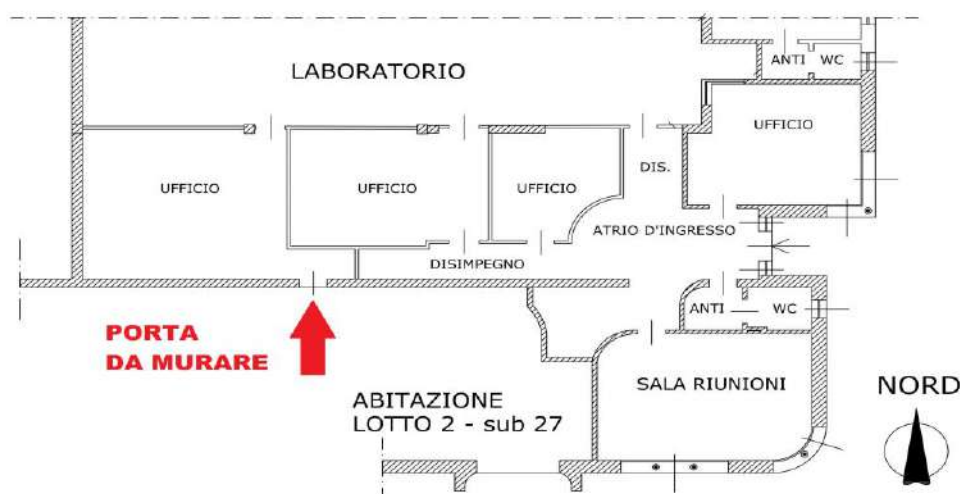 LABORATORIO
ANTI WC
UFFICIO
UFFICIO
UFFICIO
UFFICIO
DIS.
ATRIO D'INGRESSO
DISIMPEGNO
ANTI WC
PORTA
DA MURARE
SALA RIUNIONI
ABITAZIONE
LOTTO 2 - sub 27
NORD